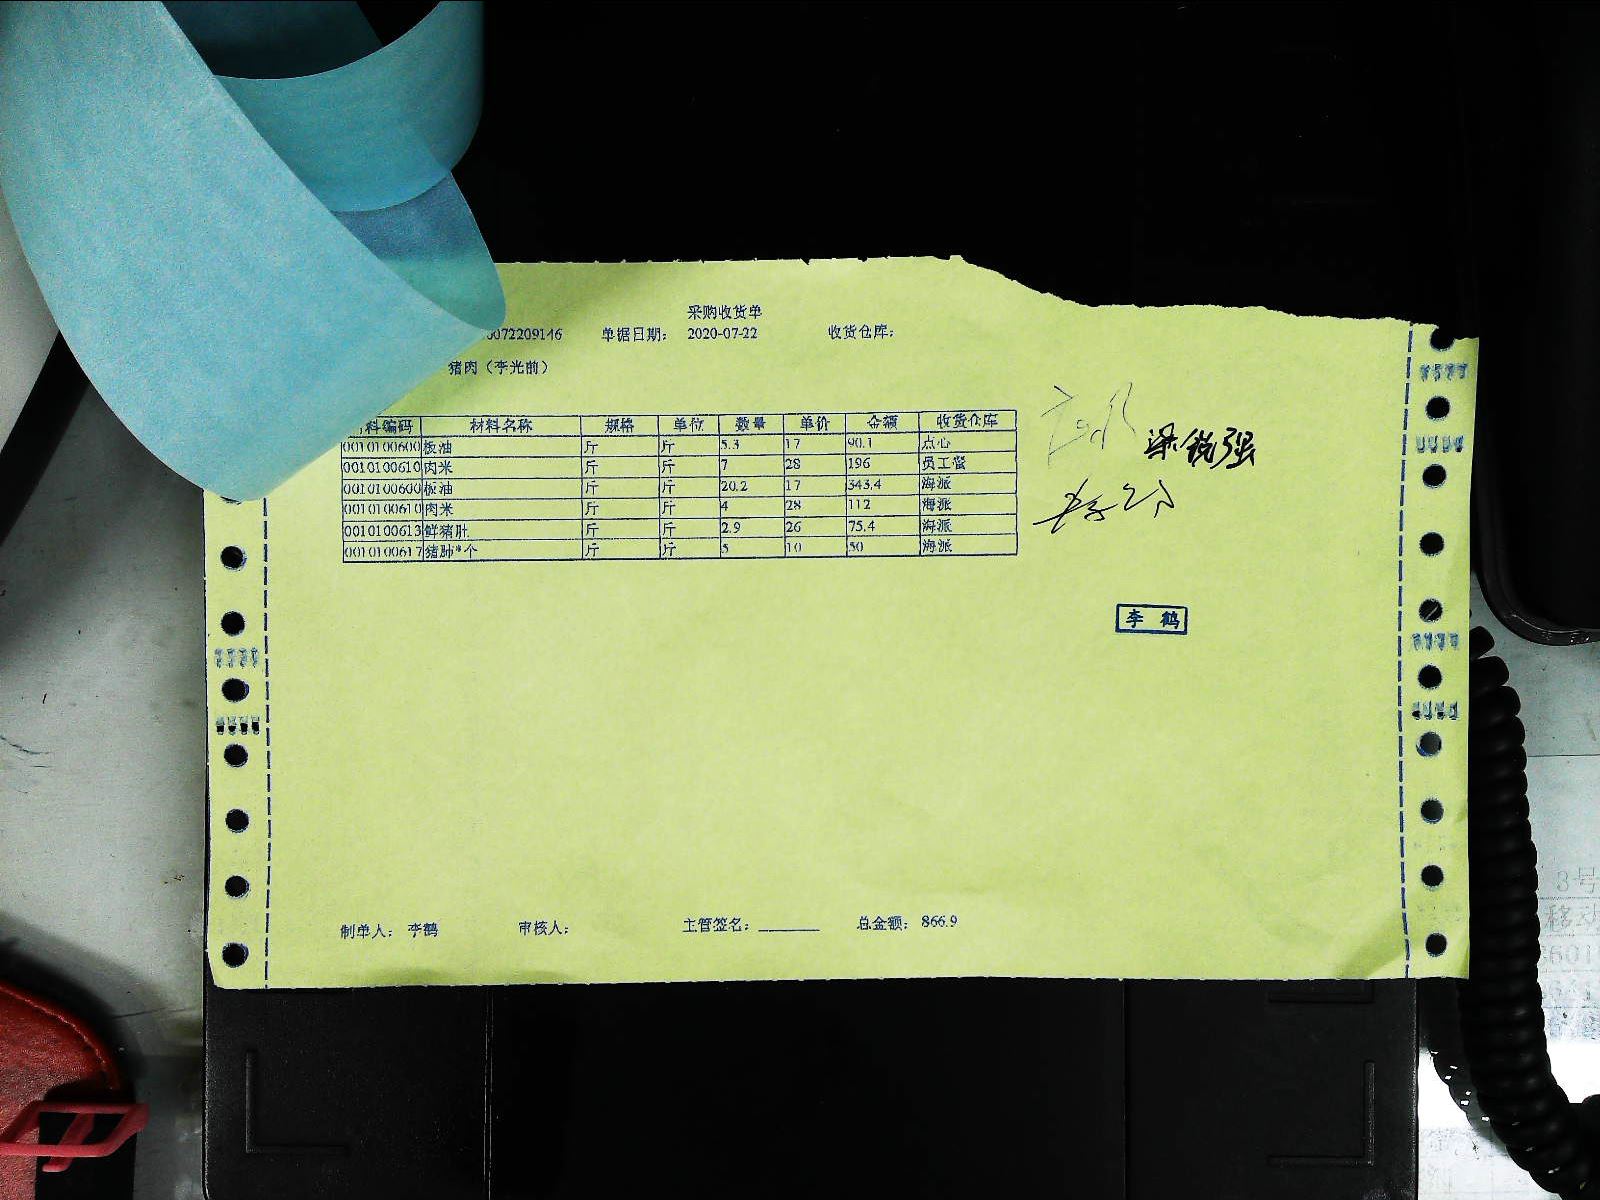 采购收货单
0072209146 单据日期： 2020-07-22 收货仓库：
猪肉（李光前）
料编码 材料名称 规格 单位 数量 单价 金额 收货仓库
0010100600 板油 斤 斤 5.3 17 90.1 点心
0010100610 肉米 斤 斤 7 28 196 员工餐
0010100600 板油 斤 斤 20.2 17 343.4 海派
0010100610 肉米 斤 斤 4 28 112 海派
0010100613 鲜猪肚 斤 斤 2.9 26 75.4 海派
0010100617 猪肺*个 斤 斤 5 10 50 海派
梁锐强
李 鹤
制单人： 李鹤 审核人： 主管签名：______ 总金额： 866.9
3号
移动